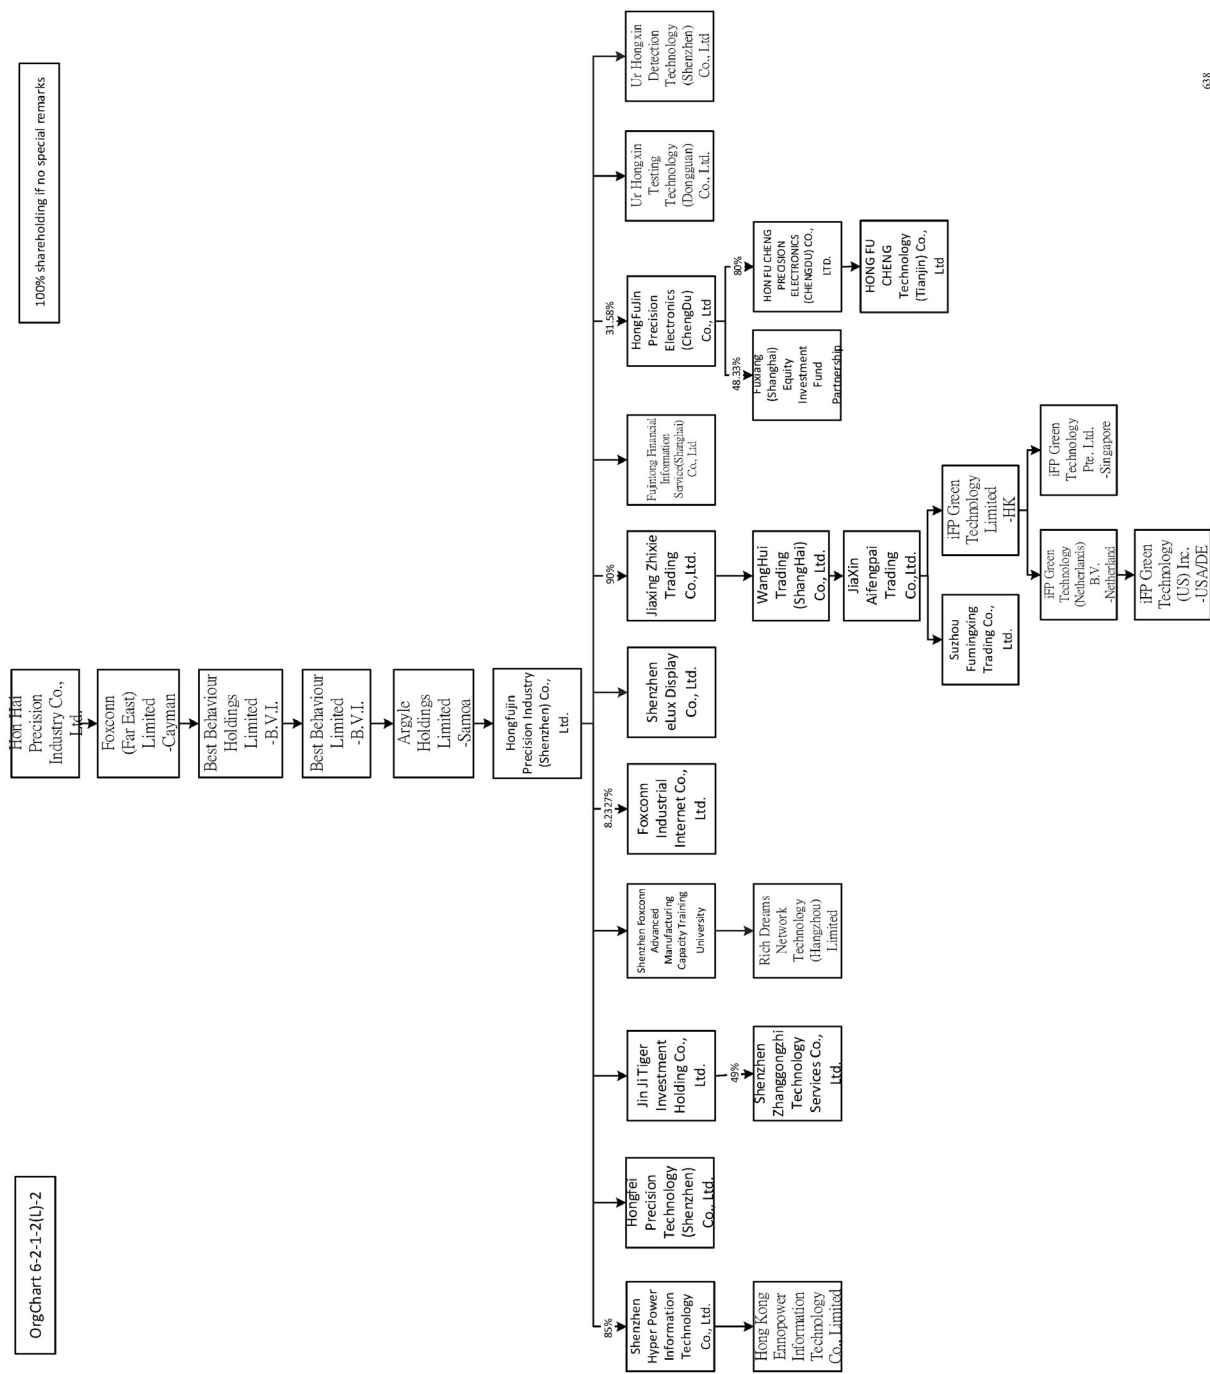 OrgChart 6-2-1-2(L)-2
100% shareholding if no special remarks
Hon Hai
Precision
Industry Co.,
Ltd.
Foxconn
(Far East)
Limited
-Cayman
Best Behaviour
Holdings
Limited
-B.V.I.
Best Behaviour
Limited
-B.V.I.
Argyle
Holdings
Limited
-Samoa
Hongfujin
Precision Industry
(Shenzhen) Co.,
Ltd.
85%
8.2327%
90%
31.58%
Shenzhen
Hyper Power
Information
Technology
Co., Ltd.
Hongfei
Precision
Technology
(Shenzhen)
Co., Ltd.
Jin Ji Tiger
Investment
Holding Co.,
Ltd.
Shenzhen Foxconn
Advanced
Manufacturing
Capacity Training
University
Foxconn
Industrial
Internet Co.,
Ltd.
Shenzhen
eLux Display
Co., Ltd.
Jiaxing Zhixie
Trading
Co.,Ltd.
Fujintong Financial
Information
Service(Shanghai)
Co., Ltd
HongFuJin
Precision
Electronics
(ChengDu)
Co., Ltd
Ur Hongxin
Testing
Technology
(Dongguan)
Co., Ltd.
Ur Hongxin
Detection
Technology
(Shenzhen)
Co., Ltd
49%
48.33%
80%
Hong Kong
Ennopower
Information
Technology
Co., Limited
Shenzhen
Zhanggongzhi
Technology
Services Co.,
Ltd.
Rich Dreams
Network
Technology
(Hangzhou)
Limited
WangHui
Trading
(ShangHai)
Co., Ltd.
Fuxiang
(Shanghai)
Equity
Investment
Fund
Partnership
HON FU CHENG
PRECISION
ELECTRONICS
(CHENGDU) CO.,
LTD.
JiaXin
Aifengpai
Trading
Co.,Ltd.
HONG FU
CHENG
Technology
(Tianjin) Co.,
Ltd
Suzhou
Fumingxing
Trading Co.,
Ltd.
iFP Green
Technology
Limited
-HK
iFP Green
Technology
(Netherlands)
B.V.
-Netherland
iFP Green
Technology
Pte. Ltd.
-Singapore
iFP Green
Technology
(US) Inc.
-USA/DE
638